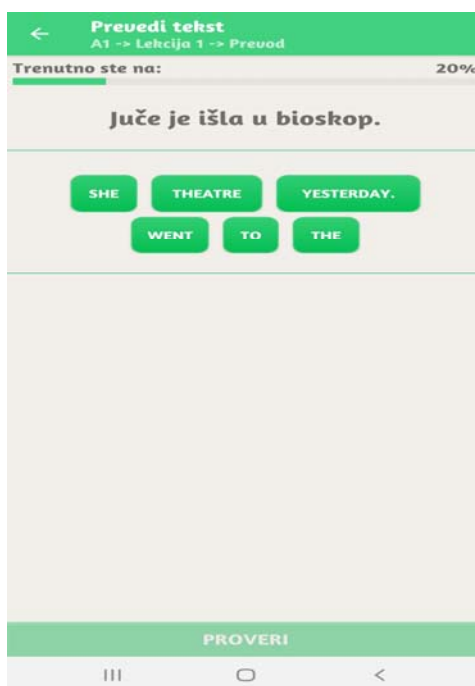 Prevedi tekst
A1 -> Lekcija 1 -> Prevod
Trenutno ste na: 20%
Juče je išla u bioskop.
SHE THEATRE YESTERDAY.
WENT TO THE
PROVERI